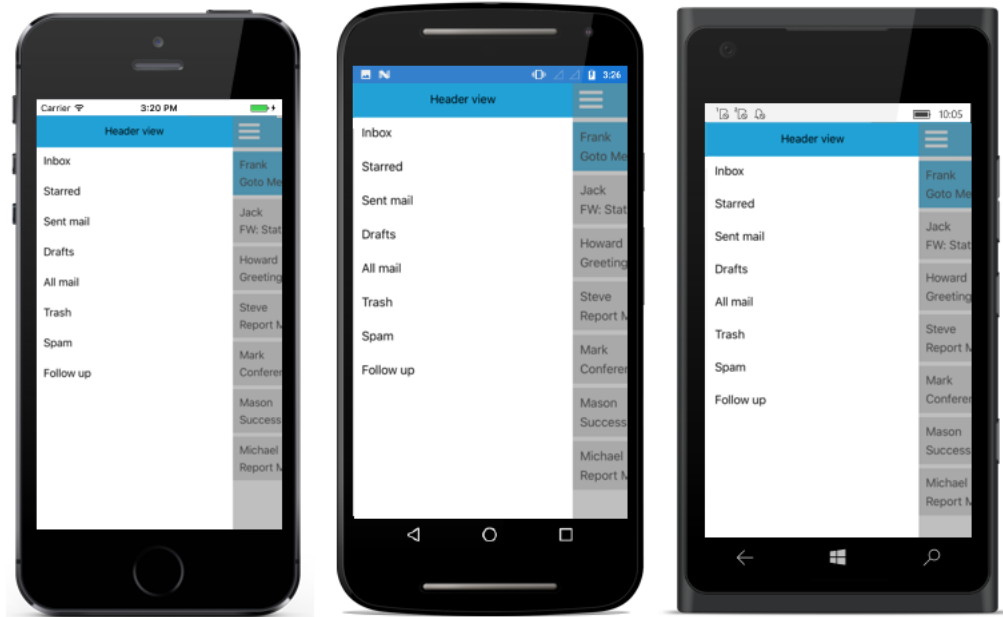 Carrier 3:20 PM
Header view
Inbox
Starred
Sent mail
Drafts
All mail
Trash
Spam
Follow up
Frank
Goto Me
Jack
FW: Stat
Howard
Greeting
Steve
Report M
Mark
Conferen
Mason
Success
Michael
Report M
3:26
Header view
Inbox
Starred
Sent mail
Drafts
All mail
Trash
Spam
Follow up
Frank
Goto Me
Jack
FW: Stat
Howard
Greeting
Steve
Report M
Mark
Conferen
Mason
Success
Michael
Report M
10:05
Header view
Inbox
Starred
Sent mail
Drafts
All mail
Trash
Spam
Follow up
Frank
Goto Me
Jack
FW: Stat
Howard
Greeting
Steve
Report M
Mark
Conferen
Mason
Success
Michael
Report M